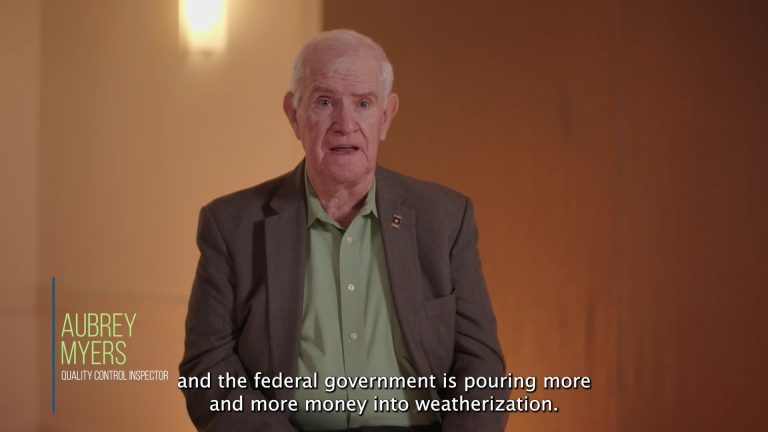 AUBREY
MYERS
QUALITY CONTROL INSPECTOR
and the federal government is pouring more
and more money into weatherization.